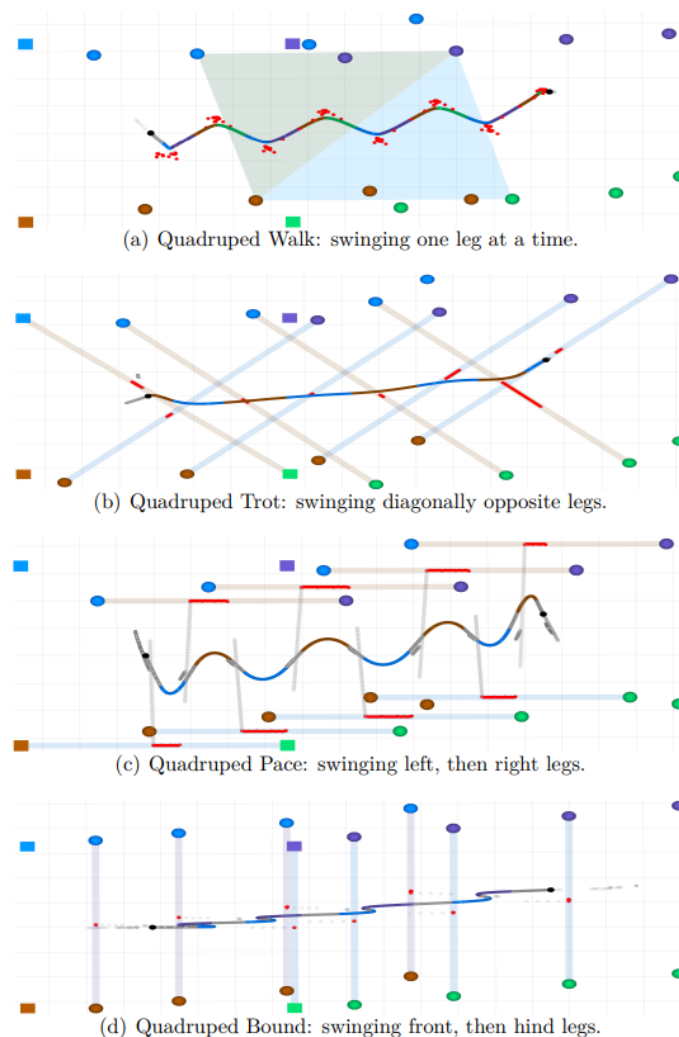 (a) Quadruped Walk: swinging one leg at a time.
(b) Quadruped Trot: swinging diagonally opposite legs.
(c) Quadruped Pace: swinging left, then right legs.
(d) Quadruped Bound: swinging front, then hind legs.